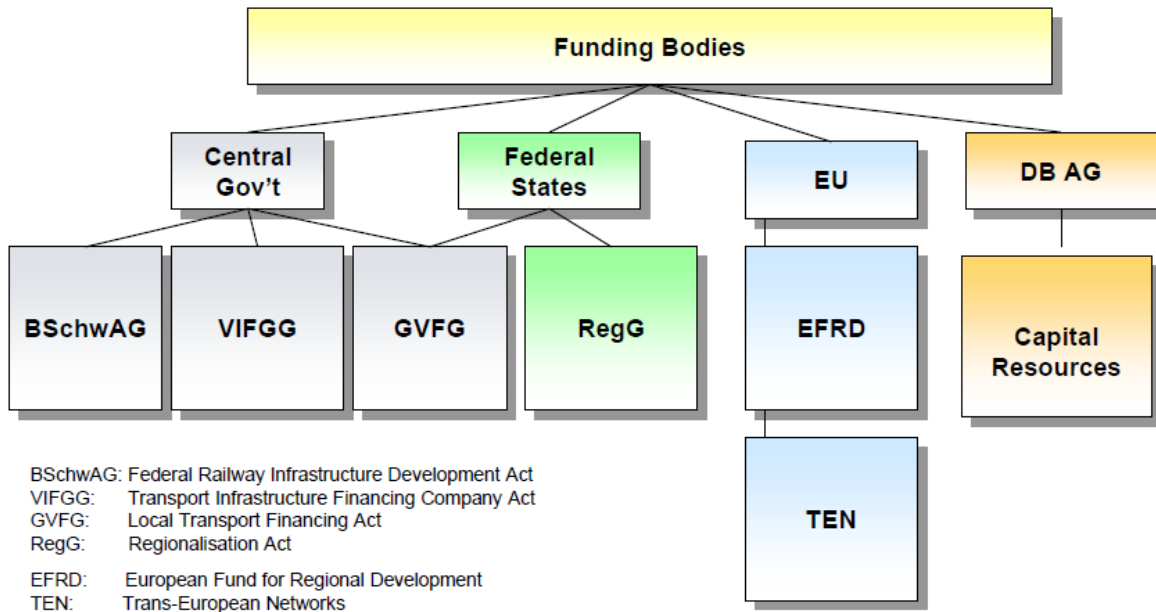 Funding Bodies
Central
Gov't
Federal
States
EU
DB AG
BSchwAG
VIFGG
GVFG
RegG
EFRD
Capital
Resources
TEN
BSchwAG: Federal Railway Infrastructure Development Act
VIFGG: Transport Infrastructure Financing Company Act
GVFG: Local Transport Financing Act
RegG: Regionalisation Act
EFRD: European Fund for Regional Development
TEN: Trans-European Networks